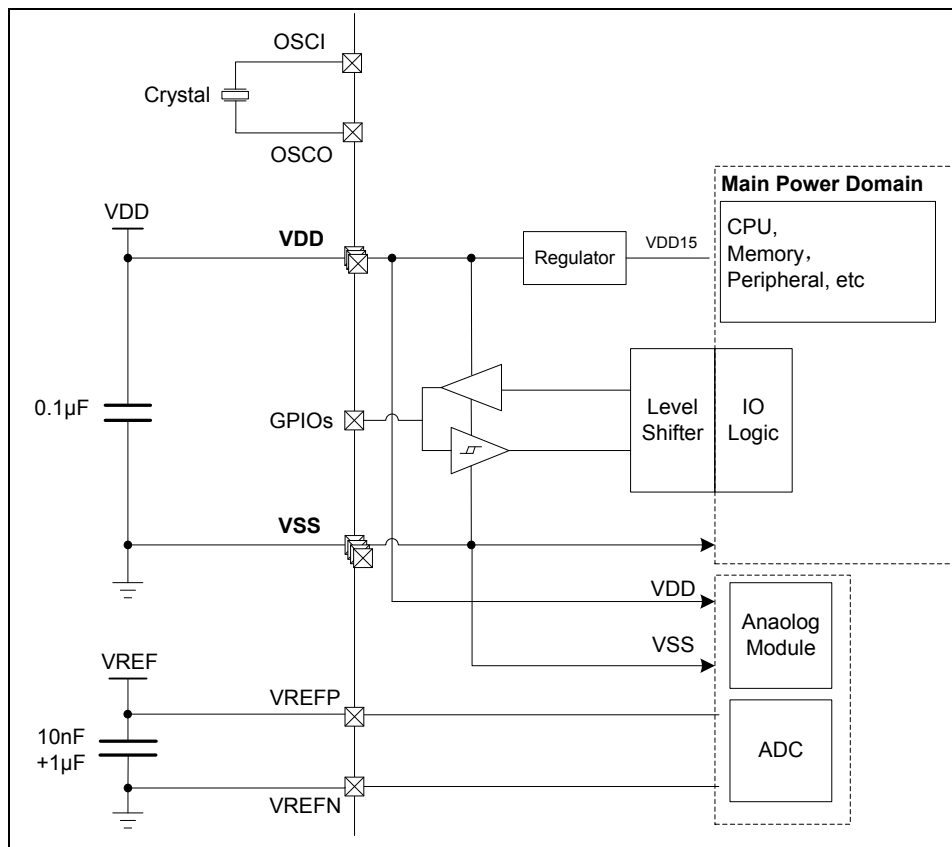 OSCI
Crystal
OSCO
Main Power Domain
VDD
VDD
Regulator
VDD15
CPU,
Memory，
Peripheral, etc
0.1µF
GPIOs
Level
Shifter
IO
Logic
VSS
VDD
Anaolog
Module
VSS
VREF
VREFP
10nF
+1µF
ADC
VREFN